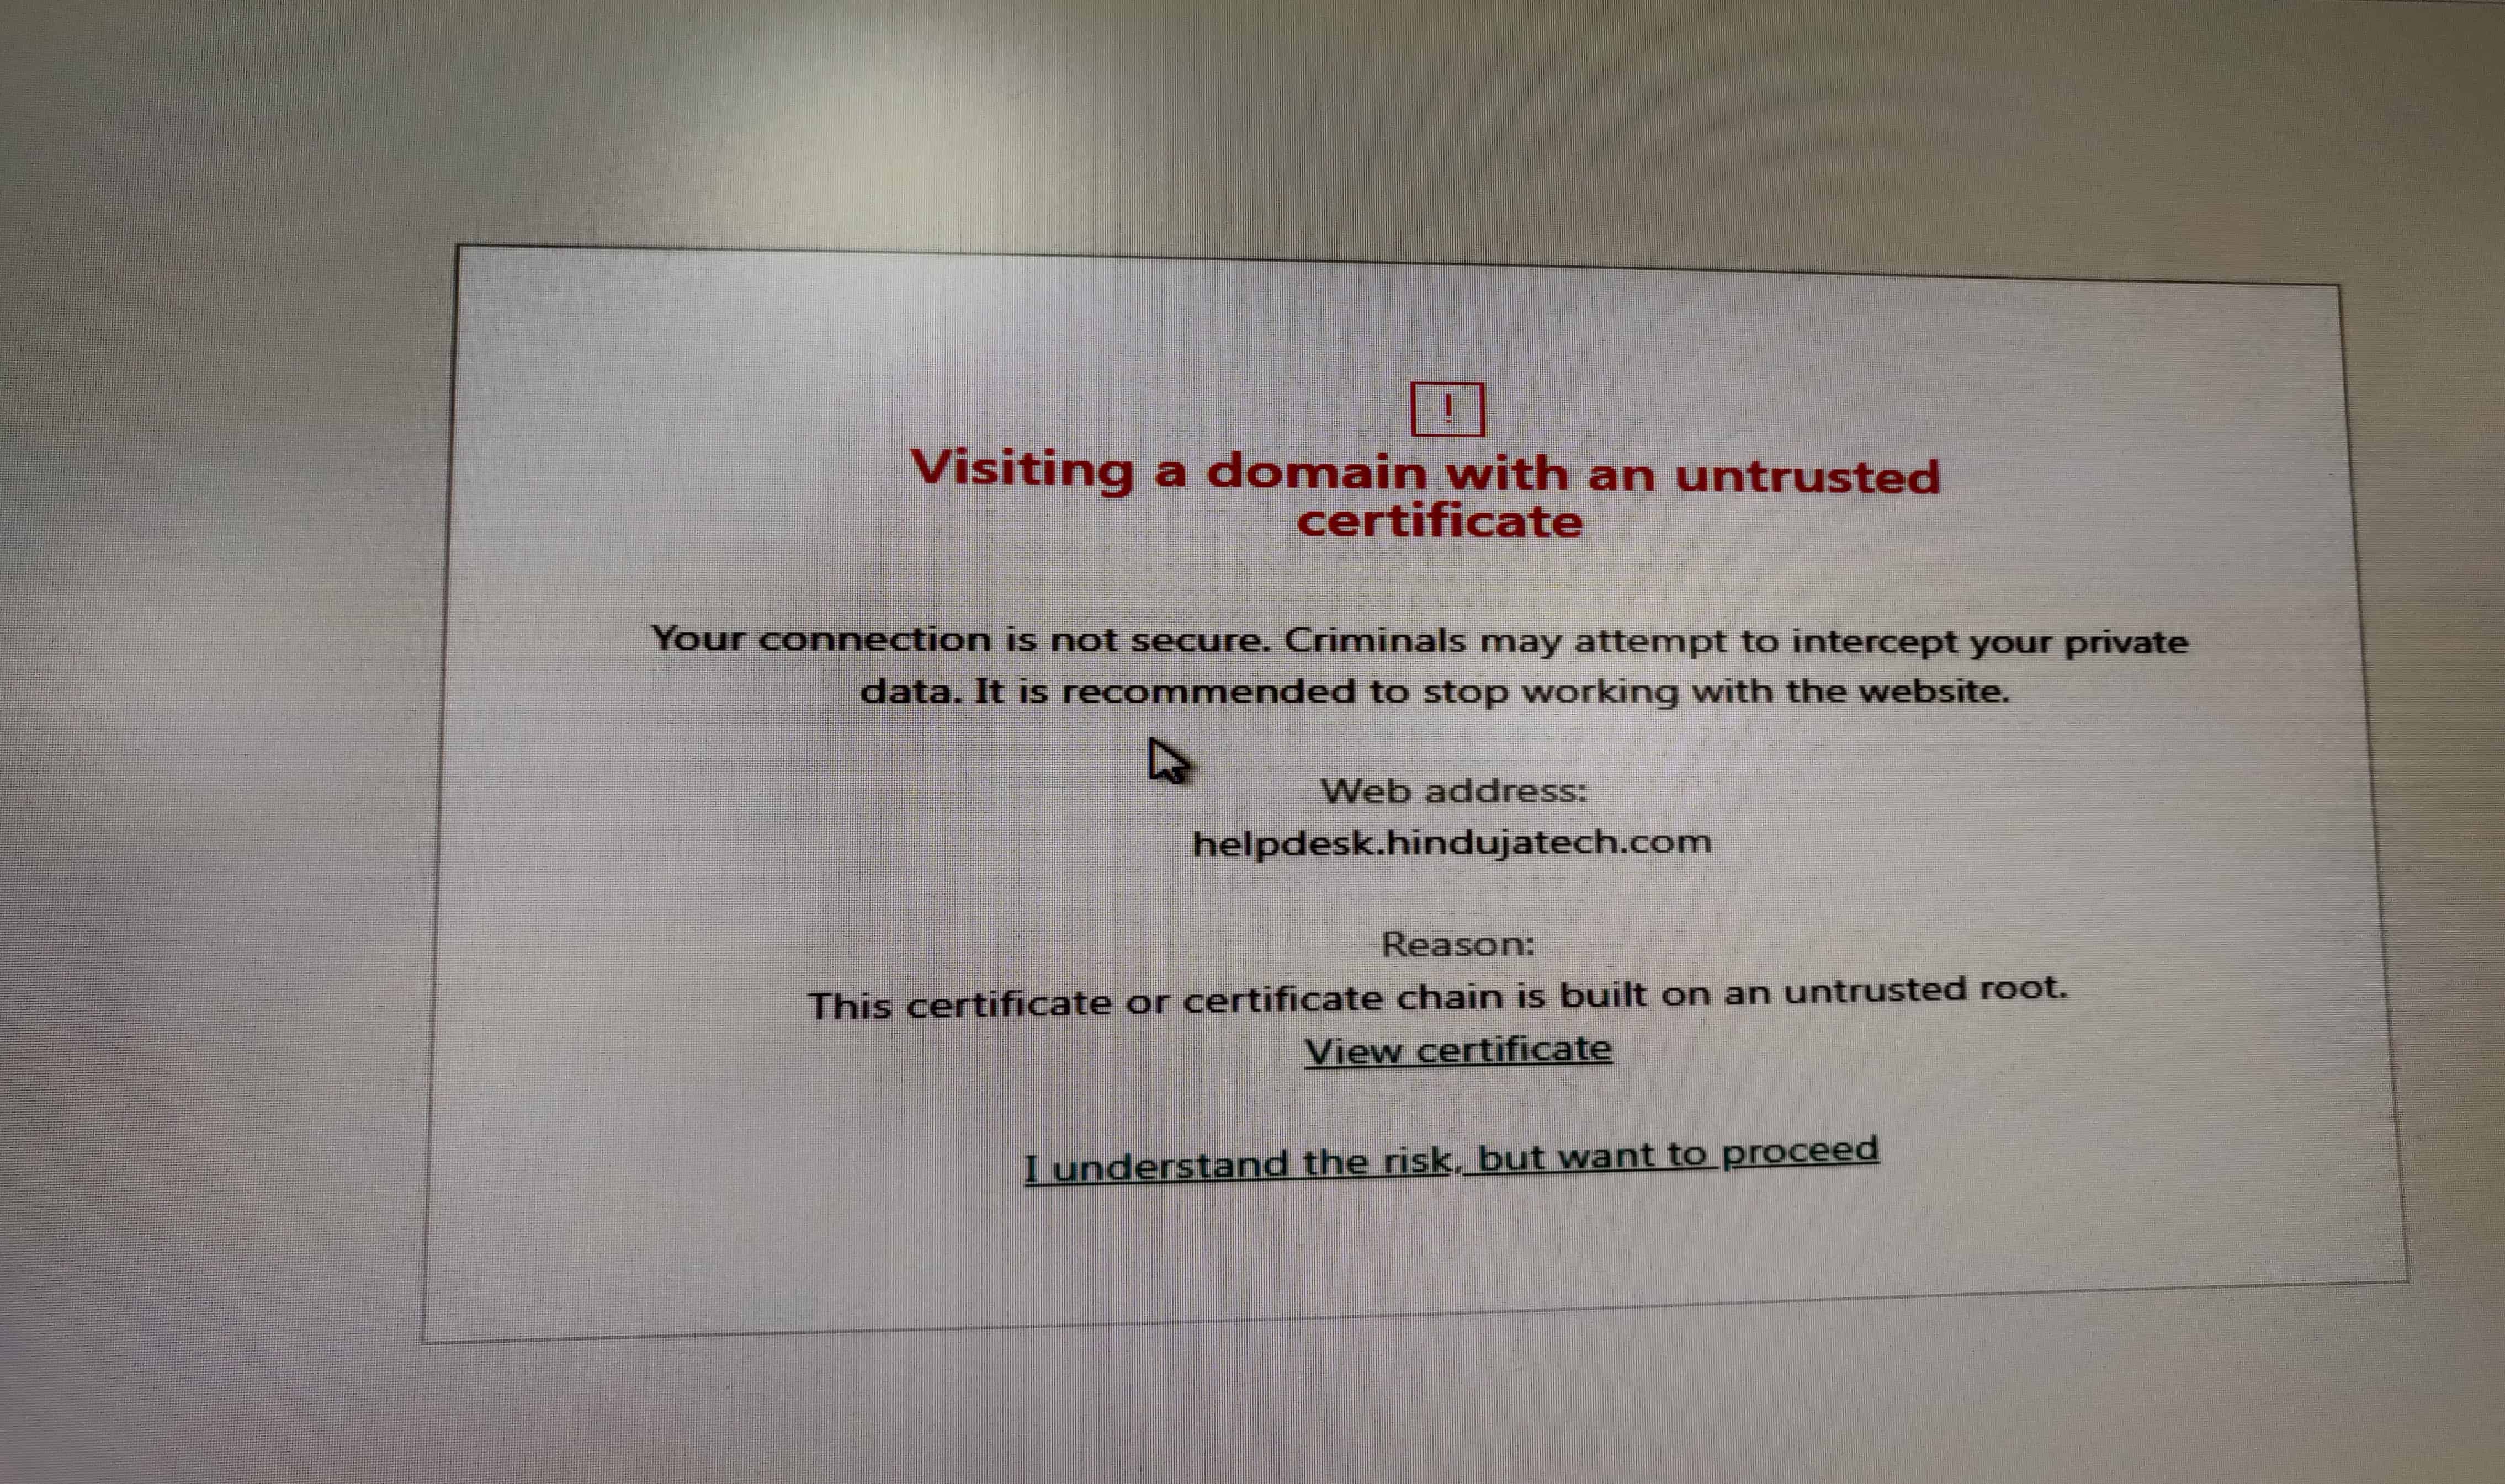 !
Visiting a domain with an untrusted
certificate
Your connection is not secure. Criminals may attempt to intercept your private
data. It is recommended to stop working with the website.
Web address:
helpdesk.hindujatech.com
Reason:
This certificate or certificate chain is built on an untrusted root.
View certificate
I understand the risk, but want to proceed